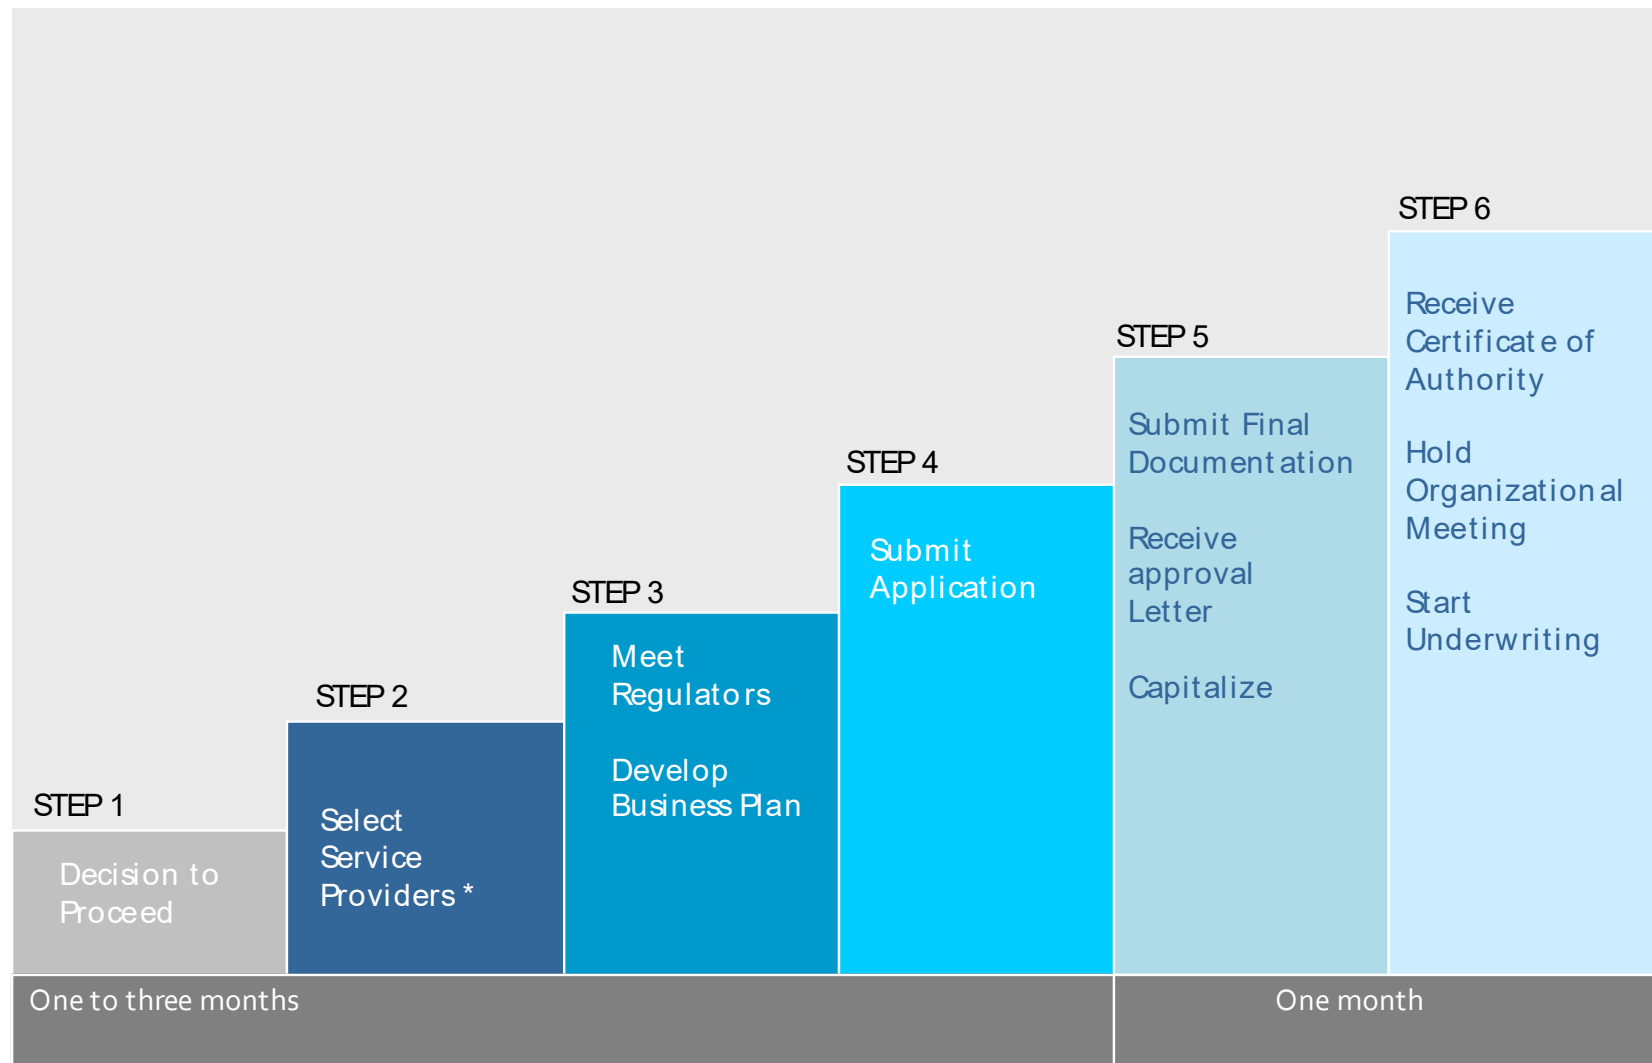 STEP 1
Decision to
Proceed
STEP 2
Select
Service
Providers *
STEP 3
Meet
Regulators
Develop
Business Plan
STEP 4
Submit
Application
STEP 5
Submit Final
Documentation
Receive
approval
Letter
Capitalize
STEP 6
Receive
Certificate of
Authority
Hold
Organizational
Meeting
Start
Underwriting
One to three months
One month